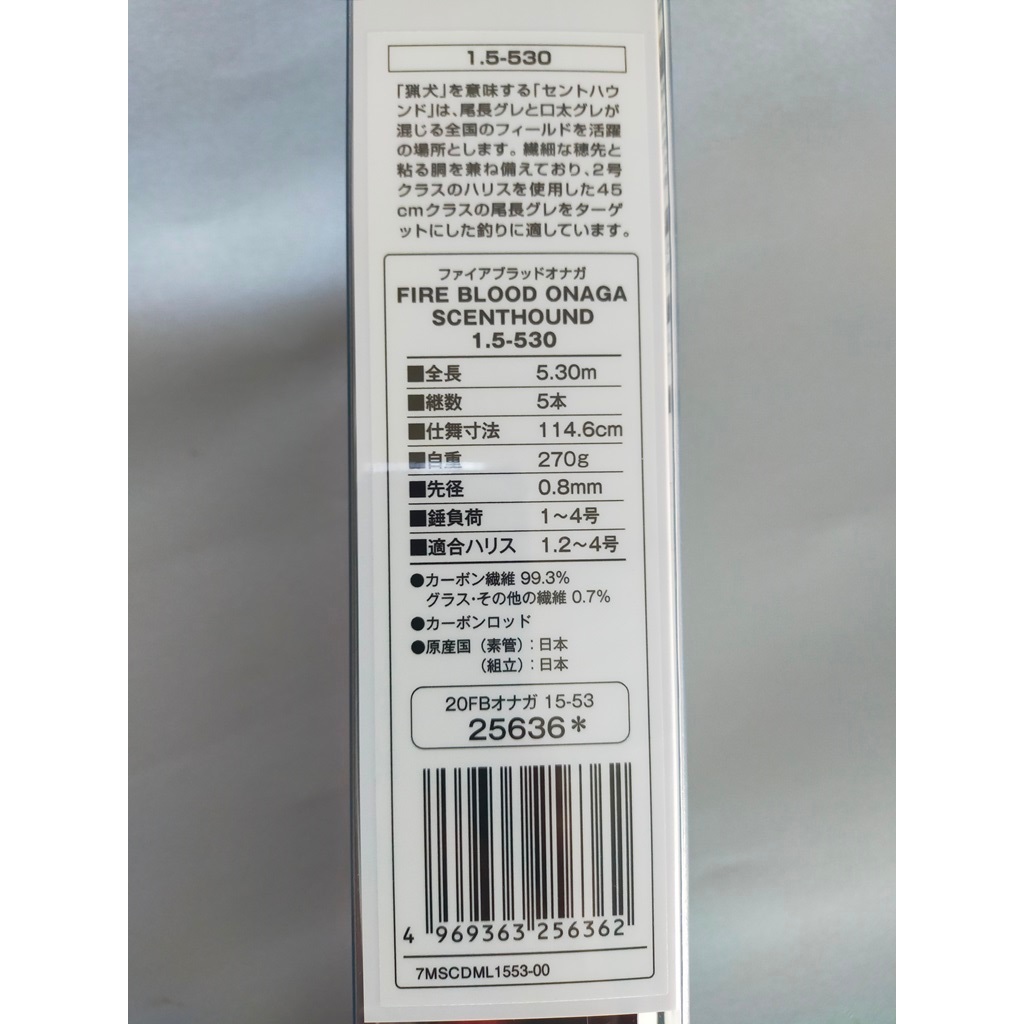 1.5-530
「猟犬」を意味する「セントハウ
ンド」は、尾長グレと口太グレが
混じる全国のフィールドを活躍
の場所とします。繊細な穂先と
粘る胴を兼ね備えており、2号
クラスのハリスを使用した45
cmクラスの尾長グレをターゲ
ットにした釣りに適しています。
ファイアブラッドオナガ
FIRE BLOOD ONAGA
SCENTHOUND
1.5-530
■全長 5.30m
■継数 5本
■仕舞寸法 114.6cm
■自重 270g
■先径 0.8mm
■錘負荷 1〜4号
■適合ハリス 1.2〜4号
●カーボン繊維 99.3%
グラス・その他の繊維 0.7%
●カーボンロッド
●原産国（素管）：日本
（組立）：日本
20FBオナガ 15-53
25636*
4 969363 256362
7MSCDML1553-00